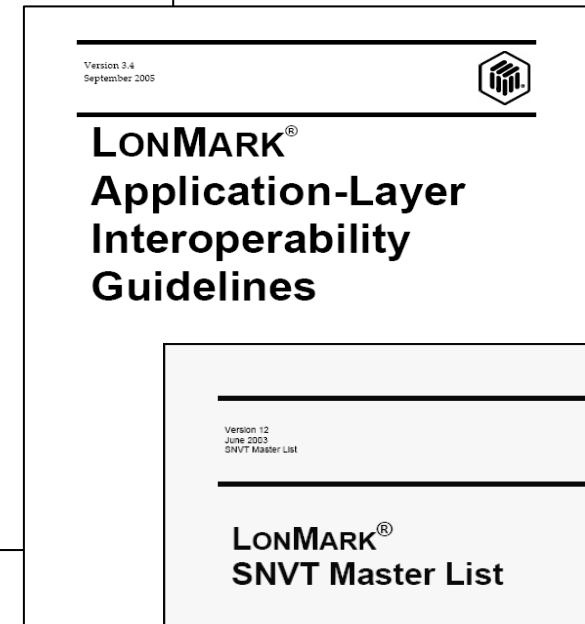 Version 3.4
September 2005
LONMARK®
Application-Layer
Interoperability
Guidelines
Version 12
June 2003
SNVT Master List
LONMARK®
SNVT Master List